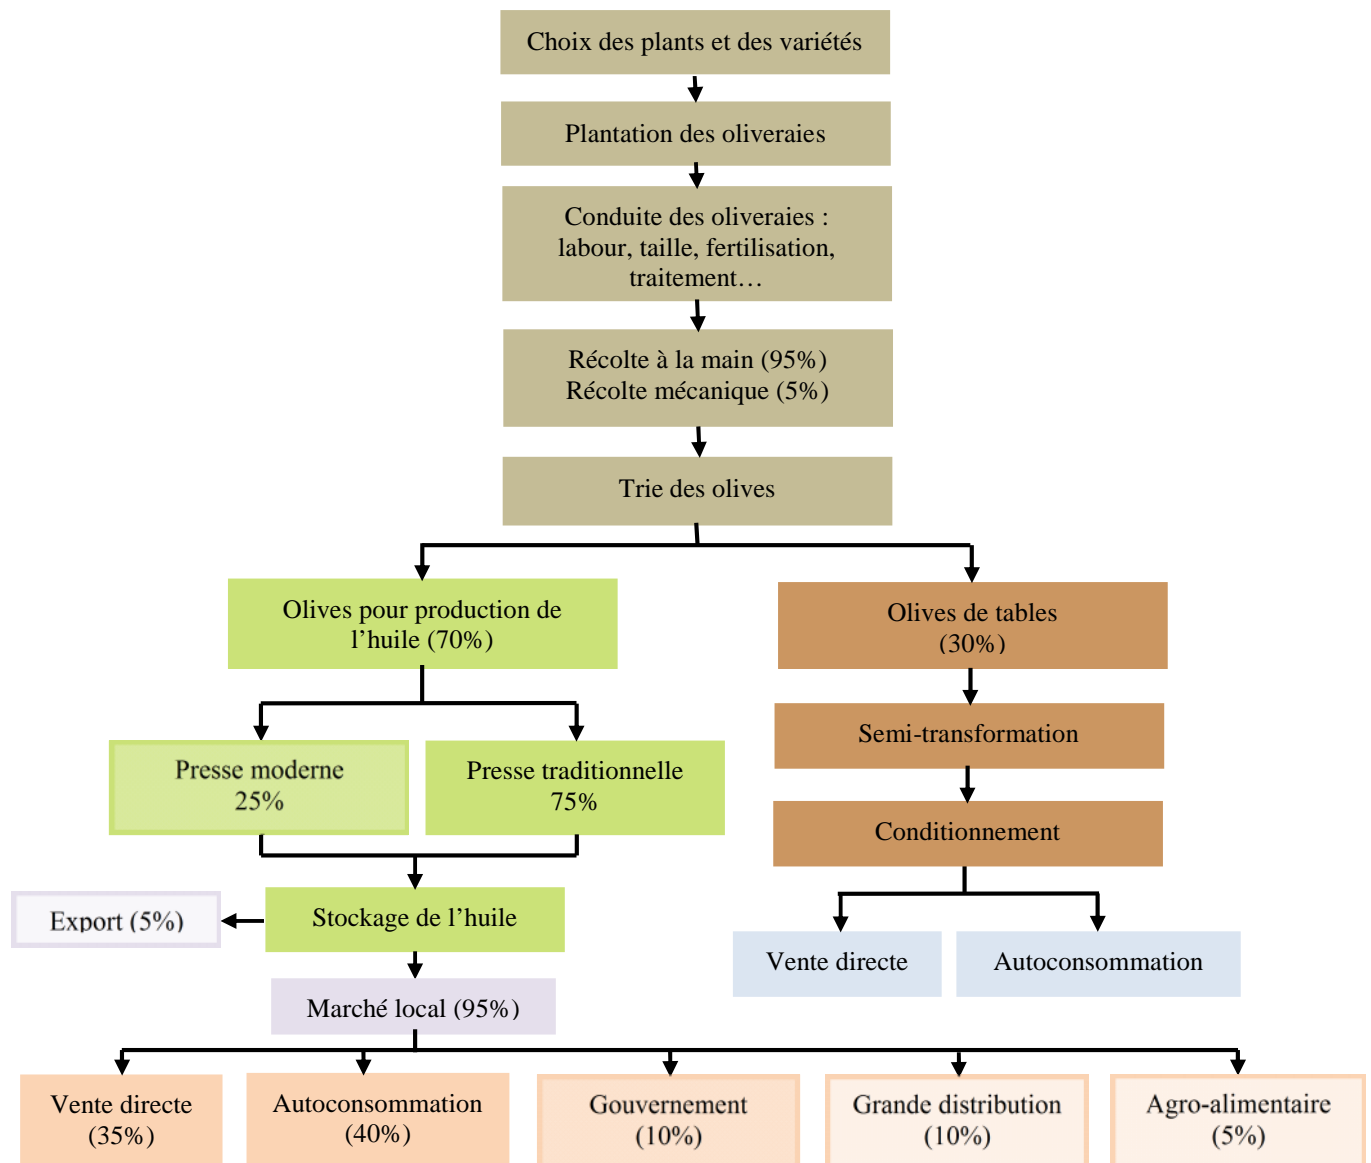 Choix des plants et des variétés
Plantation des oliveraies
Conduite des oliveraies :
labour, taille, fertilisation,
traitement…
Récolte à la main (95%)
Récolte mécanique (5%)
Trie des olives
Olives pour production de
l’huile (70%)
Olives de tables
(30%)
Presse moderne
25%
Presse traditionnelle
75%
Semi-transformation
Conditionnement
Export (5%)
Stockage de l’huile
Vente directe
Autoconsommation
Marché local (95%)
Vente directe
(35%)
Autoconsommation
(40%)
Gouvernement
(10%)
Grande distribution
(10%)
Agro-alimentaire
(5%)